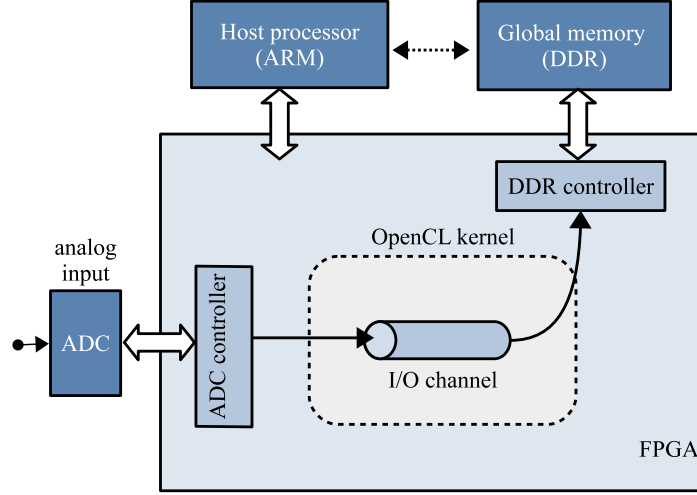 Host processor
(ARM)
Global memory
(DDR)
DDR controller
OpenCL kernel
analog
input
ADC
ADC controller
I/O channel
FPGA